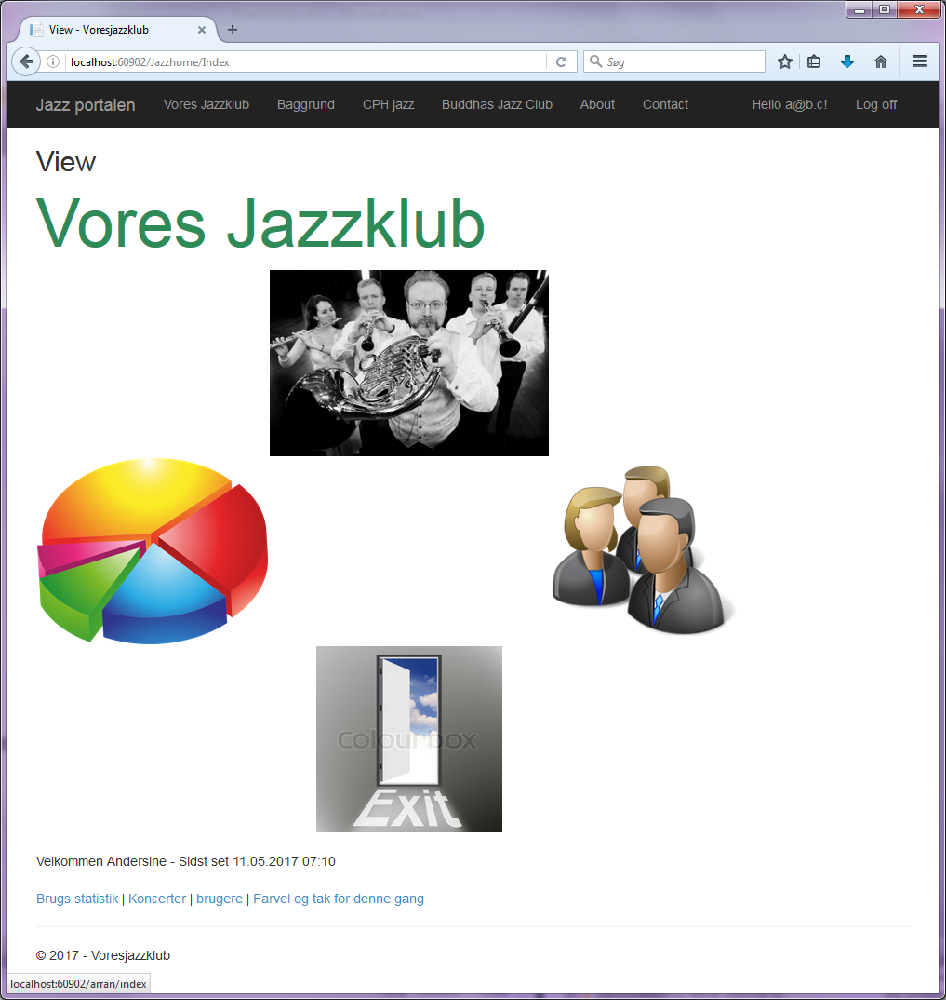 View - Voresjazzklub
localhost:60902/Jazzhome/Index
Søg
Jazz portalen Vores Jazzklub Baggrund CPH jazz Buddhas Jazz Club About Contact Hello a@b.c! Log off
View
Vores Jazzklub
Colourbox
Exit
Velkommen Andersine - Sidst set 11.05.2017 07:10
Brugs statistik | Koncerter | brugere | Farvel og tak for denne gang
© 2017 - Voresjazzklub
localhost:60902/arran/index